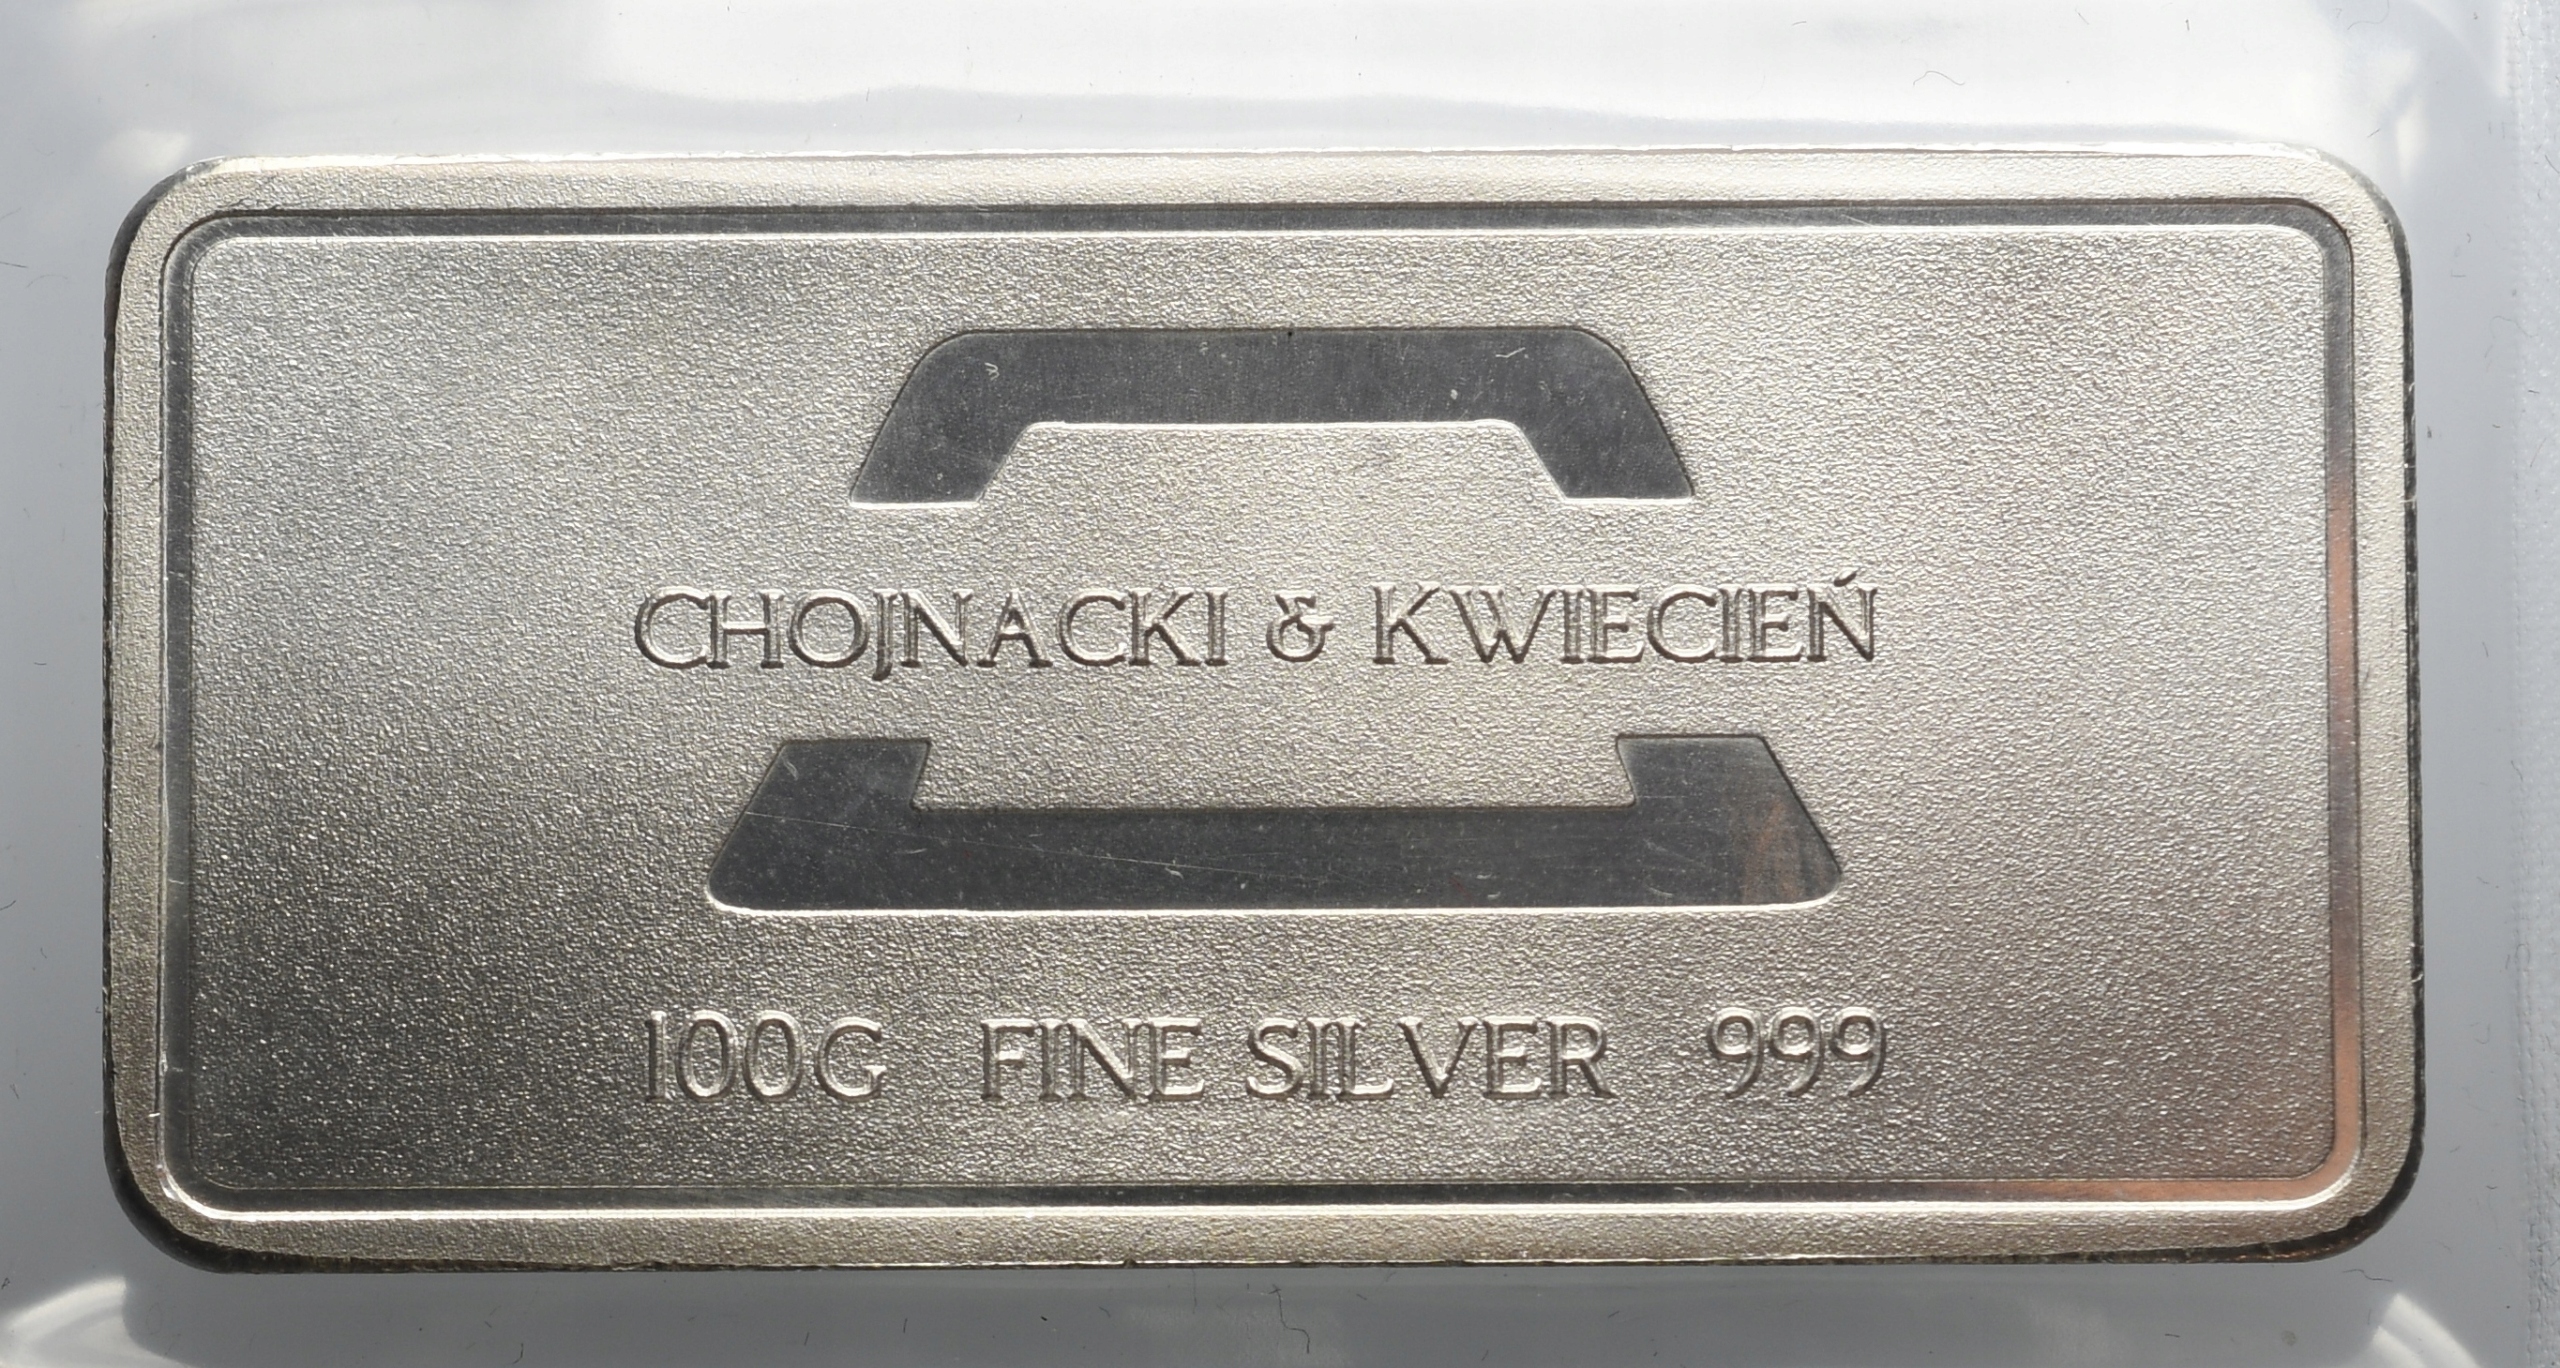 CHOJNACKI & KWIECIEŃ
100G FINE SILVER 999